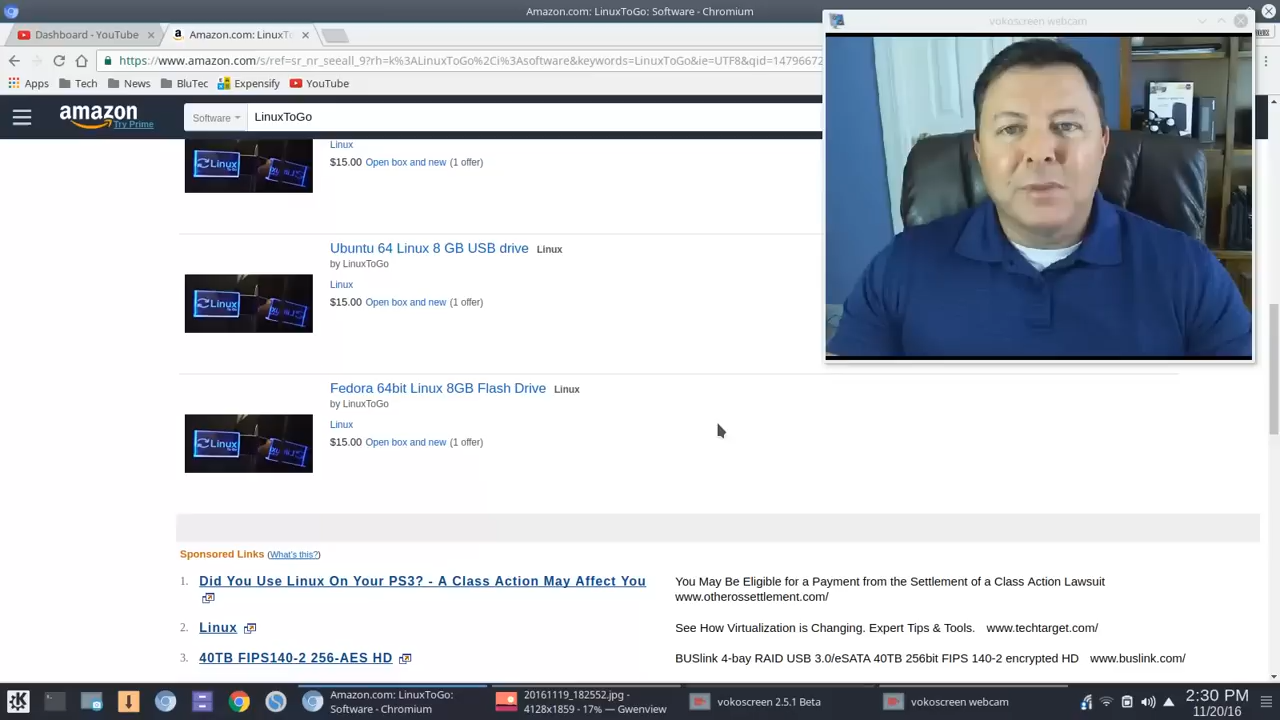 Amazon.com: LinuxToGo: Software - Chromium
vokoscreen webcam
Dashboard - YouTube
Amazon.com: LinuxT
https://www.amazon.com/s/ref=sr_nr_seeall_9?rh=k%3ALinuxToGo%2Ci%3Asoftware&keywords=LinuxToGo&ie=UTF8&qid=14796672
Apps
Tech
News
BluTec
Expensify
YouTube
amazon
Try Prime
Software
LinuxToGo
Linux
$15.00 Open box and new (1 offer)
Ubuntu 64 Linux 8 GB USB drive Linux
by LinuxToGo
Linux
$15.00 Open box and new (1 offer)
Fedora 64bit Linux 8GB Flash Drive Linux
by LinuxToGo
Linux
$15.00 Open box and new (1 offer)
Linux
Linux
Linux
Sponsored Links (What's this?)
1. Did You Use Linux On Your PS3? - A Class Action May Affect You
You May Be Eligible for a Payment from the Settlement of a Class Action Lawsuit
www.otherossettlement.com/
2. Linux
See How Virtualization is Changing. Expert Tips & Tools. www.techtarget.com/
3. 40TB FIPS140-2 256-AES HD
BUSlink 4-bay RAID USB 3.0/eSATA 40TB 256bit FIPS 140-2 encrypted HD www.buslink.com/
Amazon.com: LinuxToGo:
Software - Chromium
20161119_182552.jpg -
4128x1859 - 17% — Gwenview
vokoscreen 2.5.1 Beta
vokoscreen webcam
2:30 PM
11/20/16